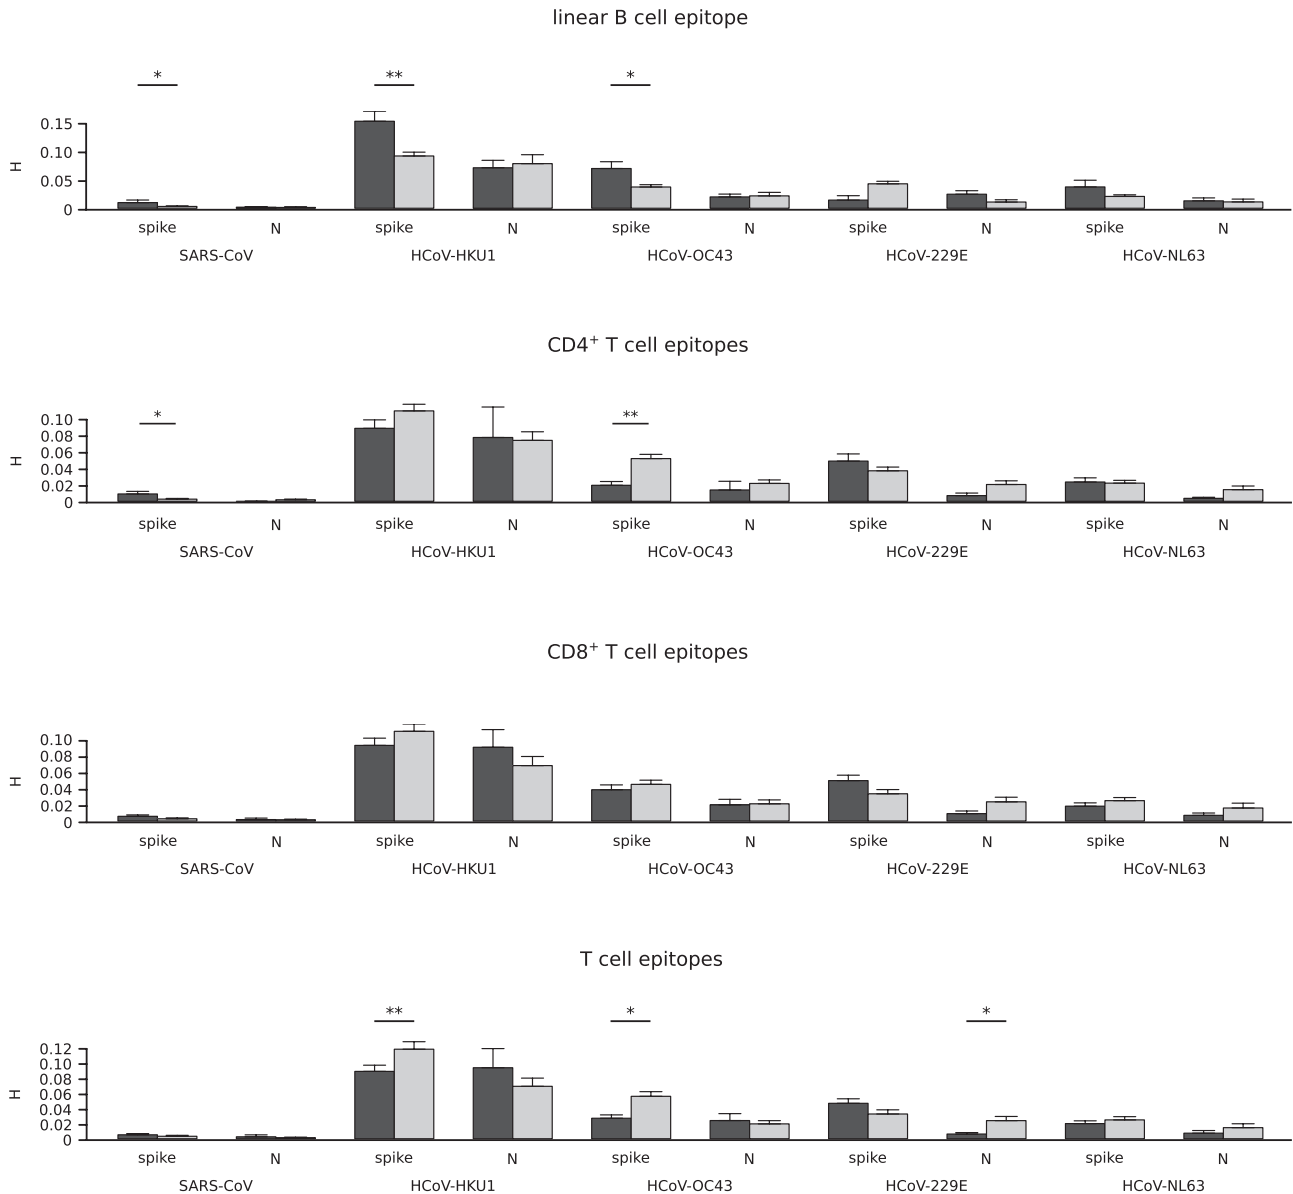 linear B cell epitope
* ** *
0.15
0.10
H
0.05
0
spike N spike N spike N spike N spike N
SARS-CoV HCoV-HKU1 HCoV-OC43 HCoV-229E HCoV-NL63
CD4+ T cell epitopes
* **
0.10
0.08
0.06
H
0.04
0.02
0
spike N spike N spike N spike N spike N
SARS-CoV HCoV-HKU1 HCoV-OC43 HCoV-229E HCoV-NL63
CD8+ T cell epitopes
0.10
0.08
H
0.06
0.04
0.02
0
spike N spike N spike N spike N spike N
SARS-CoV HCoV-HKU1 HCoV-OC43 HCoV-229E HCoV-NL63
T cell epitopes
** * *
0.12
0.10
0.08
H
0.06
0.04
0.02
0
spike N spike N spike N spike N spike N
SARS-CoV HCoV-HKU1 HCoV-OC43 HCoV-229E HCoV-NL63